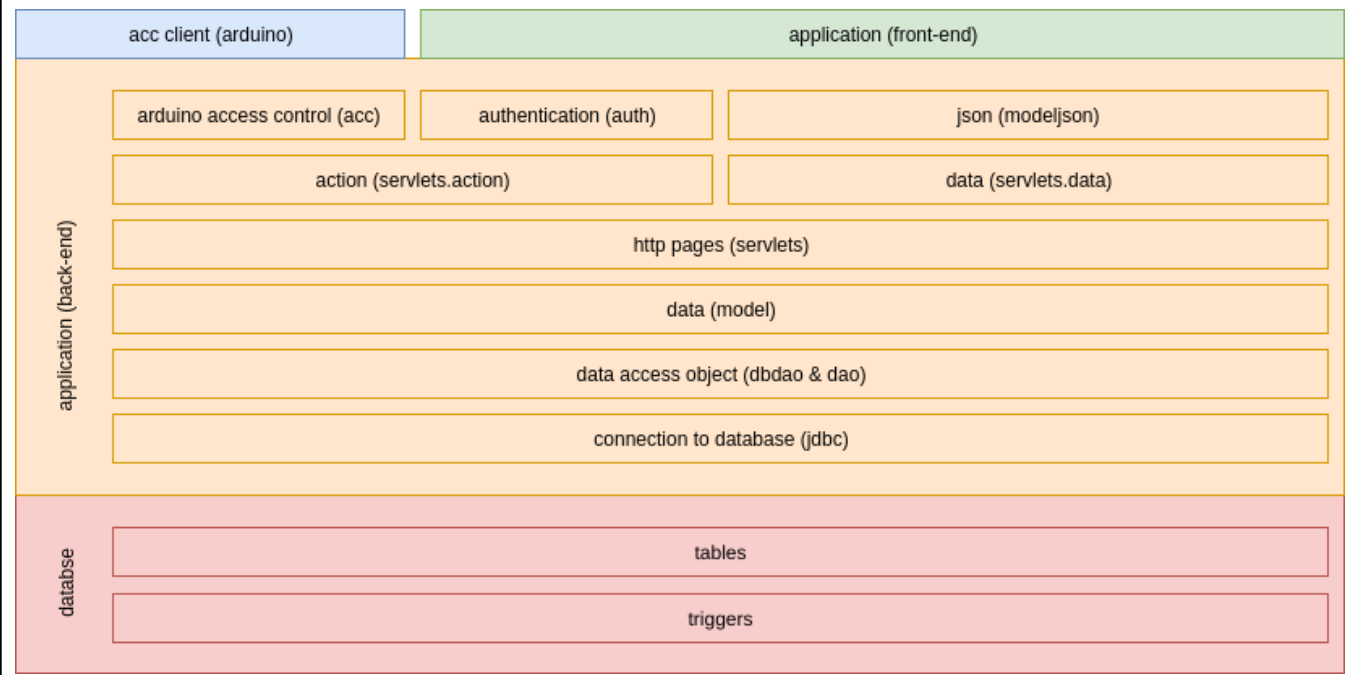 acc client (arduino)
application (front-end)
application (back-end)
arduino access control (acc)
authentication (auth)
json (modeljson)
action (servlets.action)
data (servlets.data)
http pages (servlets)
data (model)
data access object (dbdao & dao)
connection to database (jdbc)
databse
tables
triggers